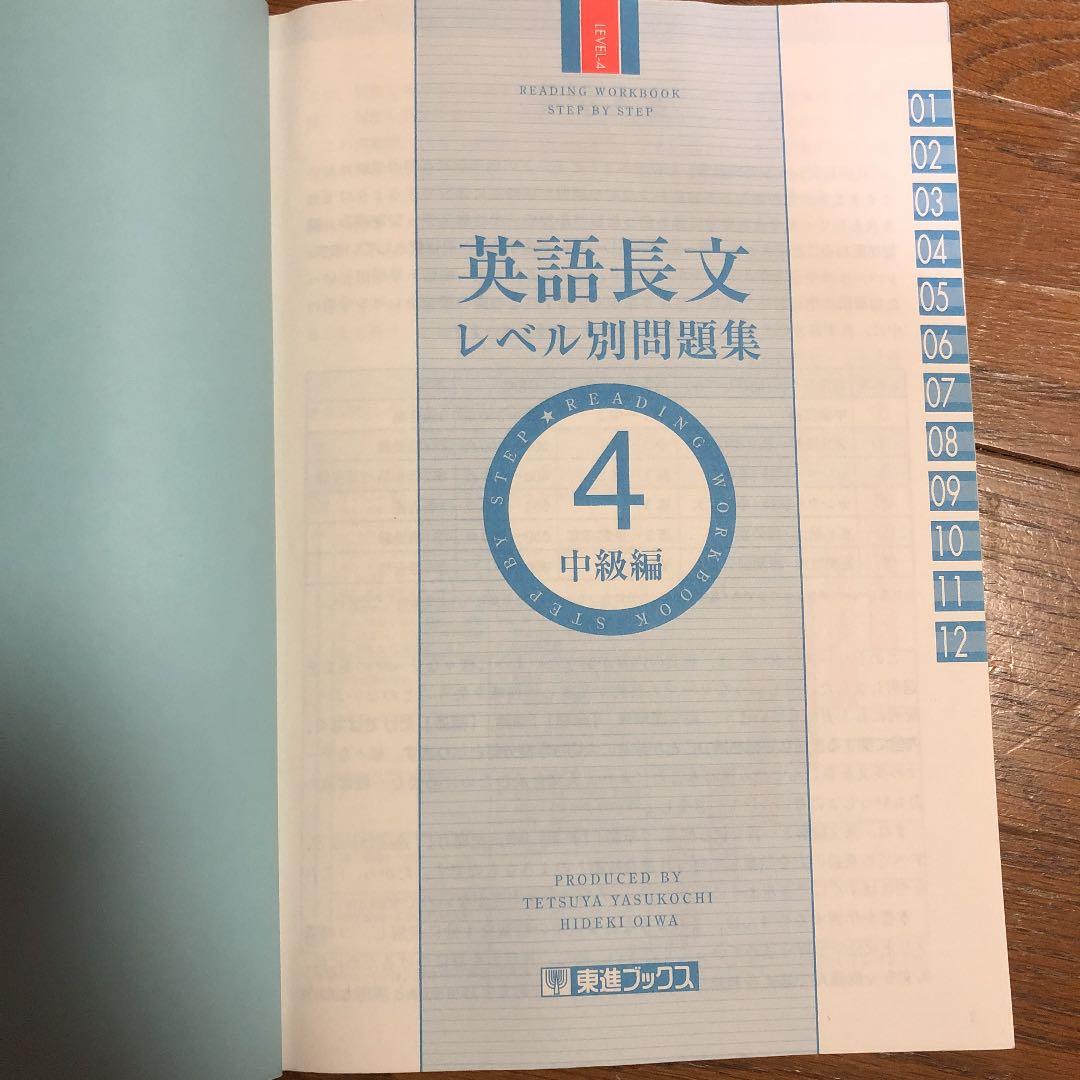 LEVEL-4
READING WORKBOOK
STEP BY STEP
英語長文
レベル別問題集
★ READING WORKBOOK STEP BY STEP
4
中級編
PRODUCED BY
TETSUYA YASUKOCHI
HIDEKI OIWA
東進ブックス
01
02
03
04
05
06
07
08
09
10
11
12